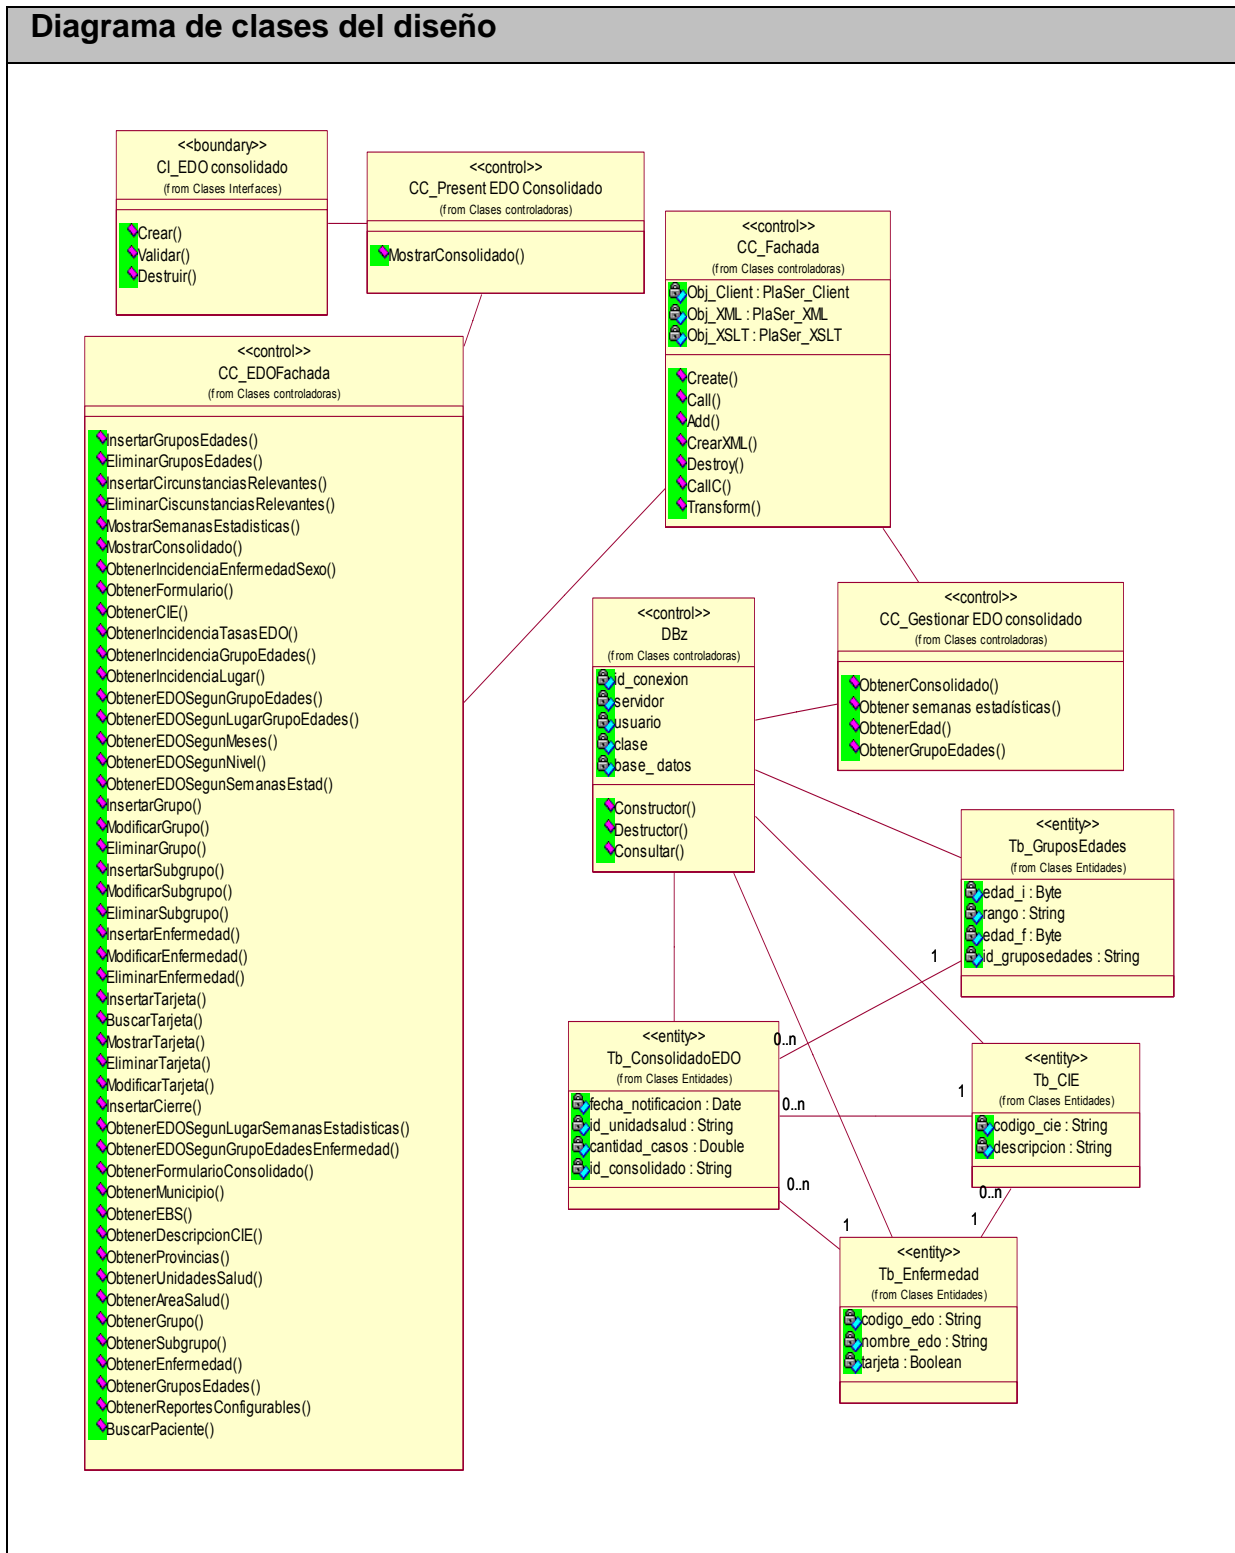 Diagrama de clases del diseño
<<boundary>>
CI_EDO consolidado
(from Clases Interfaces)
Crear()
Validar()
Destruir()
<<control>>
CC_Present EDO Consolidado
(from Clases controladoras)
MostrarConsolidado()
<<control>>
CC_Fachada
(from Clases controladoras)
Obj_Client : PlaSer_Client
Obj_XML : PlaSer_XML
Obj_XSLT : PlaSer_XSLT
Create()
Call()
Add()
CrearXML()
Destroy()
CallC()
Transform()
<<control>>
CC_EDOFachada
(from Clases controladoras)
InsertarGruposEdades()
EliminarGruposEdades()
InsertarCircunstanciasRelevantes()
EliminarCiscunstanciasRelevantes()
MostrarSemanasEstadisticas()
MostrarConsolidado()
ObtenerIncidenciaEnfermedadSexo()
ObtenerFormulario()
ObtenerCIE()
ObtenerIncidenciaTasasEDO()
ObtenerIncidenciaGrupoEdades()
ObtenerIncidenciaLugar()
ObtenerEDOSegunGrupoEdades()
ObtenerEDOSegunLugarGrupoEdades()
ObtenerEDOSegunMeses()
ObtenerEDOSegunNivel()
ObtenerEDOSegunSemanasEstad()
InsertarGrupo()
ModificarGrupo()
EliminarGrupo()
InsertarSubgrupo()
ModificarSubgrupo()
EliminarSubgrupo()
InsertarEnfermedad()
ModificarEnfermedad()
EliminarEnfermedad()
InsertarTarjeta()
BuscarTarjeta()
MostrarTarjeta()
EliminarTarjeta()
ModificarTarjeta()
InsertarCierre()
ObtenerEDOSegunLugarSemanasEstadisticas()
ObtenerEDOSegunGrupoEdadesEnfermedad()
ObtenerFormularioConsolidado()
ObtenerMunicipio()
ObtenerEBS()
ObtenerDescripcionCIE()
ObtenerProvincias()
ObtenerUnidadesSalud()
ObtenerAreaSalud()
ObtenerGrupo()
ObtenerSubgrupo()
ObtenerEnfermedad()
ObtenerGruposEdades()
ObtenerReportesConfigurables()
BuscarPaciente()
<<control>>
DBz
(from Clases controladoras)
id_conexion
servidor
usuario
clase
base_ datos
Constructor()
Destructor()
Consultar()
<<control>>
CC_Gestionar EDO consolidado
(from Clases controladoras)
ObtenerConsolidado()
Obtener semanas estadísticas()
ObtenerEdad()
ObtenerGrupoEdades()
<<entity>>
Tb_GruposEdades
(from Clases Entidades)
edad_i : Byte
rango : String
edad_f : Byte
id_gruposedades : String
1
0..n
<<entity>>
Tb_ConsolidadoEDO
(from Clases Entidades)
fecha_notificacion : Date
id_unidadsalud : String
cantidad_casos : Double
id_consolidado : String
0..n
1
<<entity>>
Tb_CIE
(from Clases Entidades)
codigo_cie : String
descripcion : String
0..n
0..n
1
1
<<entity>>
Tb_Enfermedad
(from Clases Entidades)
codigo_edo : String
nombre_edo : String
tarjeta : Boolean